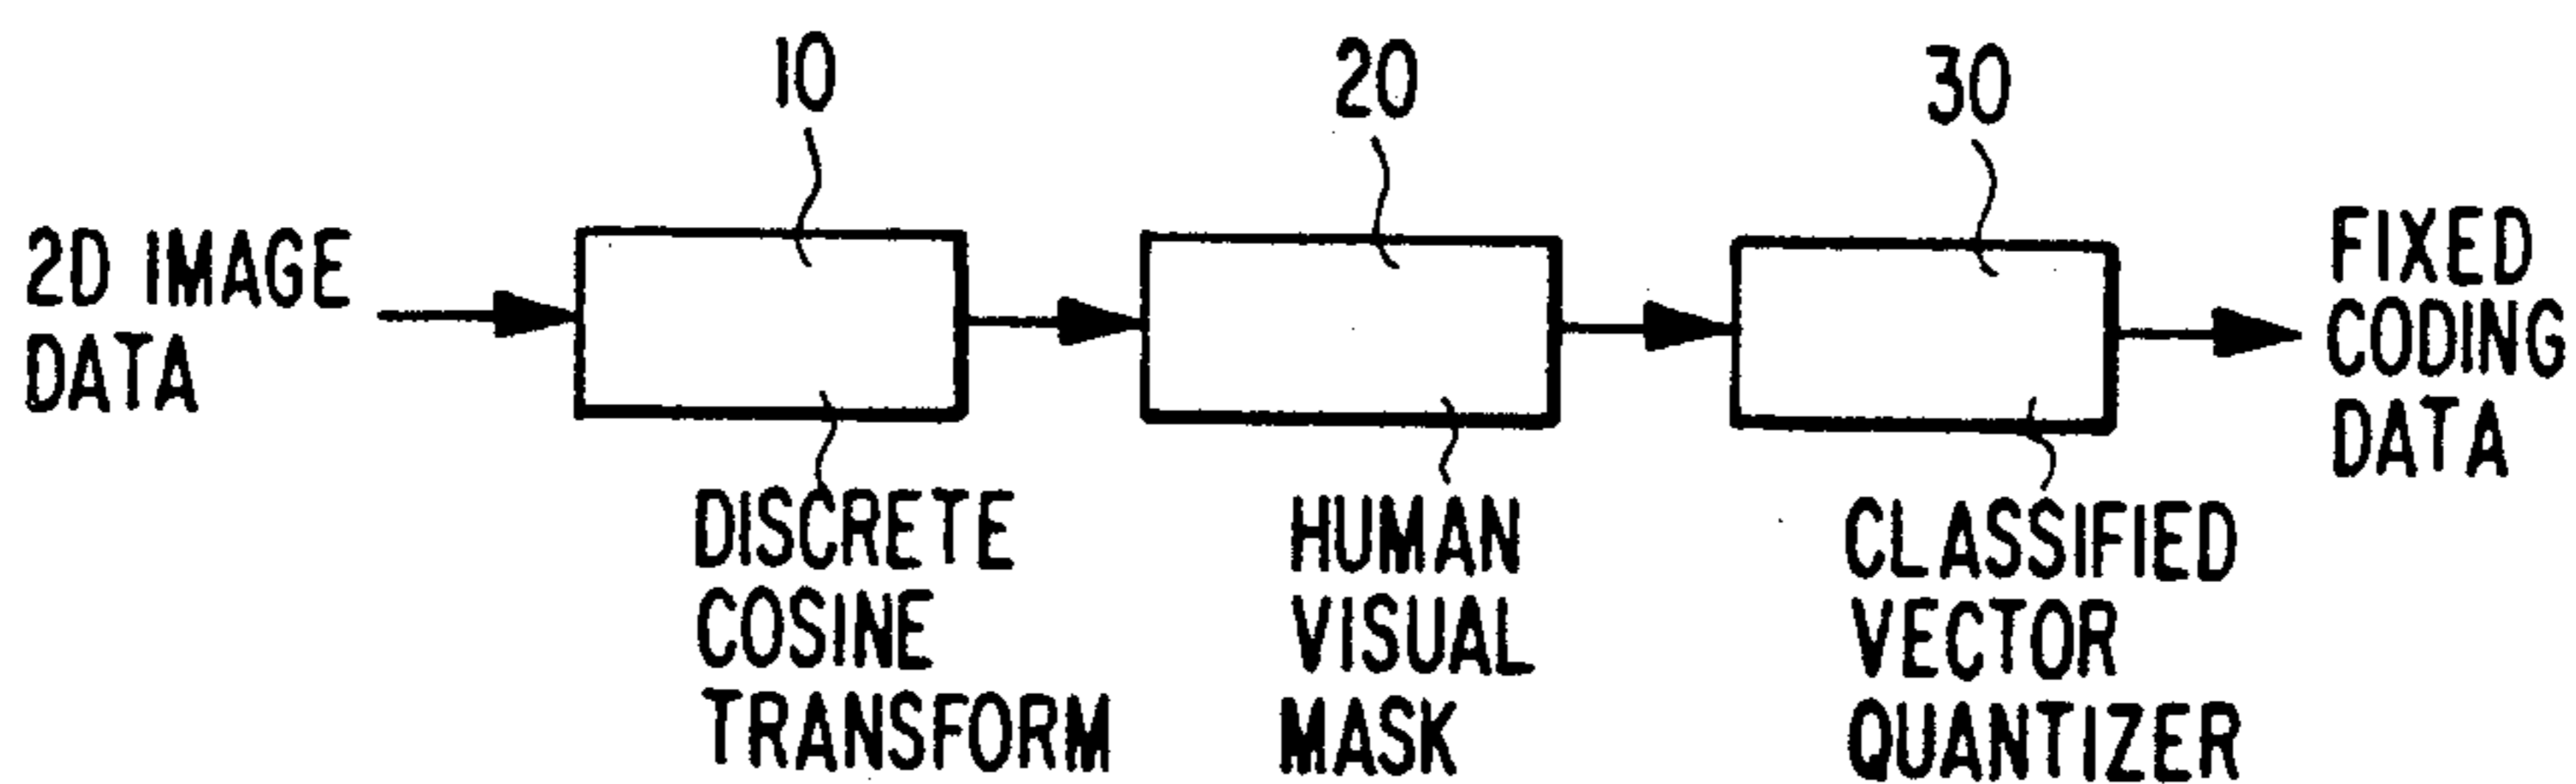 10
20
30
2D IMAGE
DATA
FIXED
CODING
DATA
DISCRETE
COSINE
TRANSFORM
HUMAN
VISUAL
MASK
CLASSIFIED
VECTOR
QUANTIZER